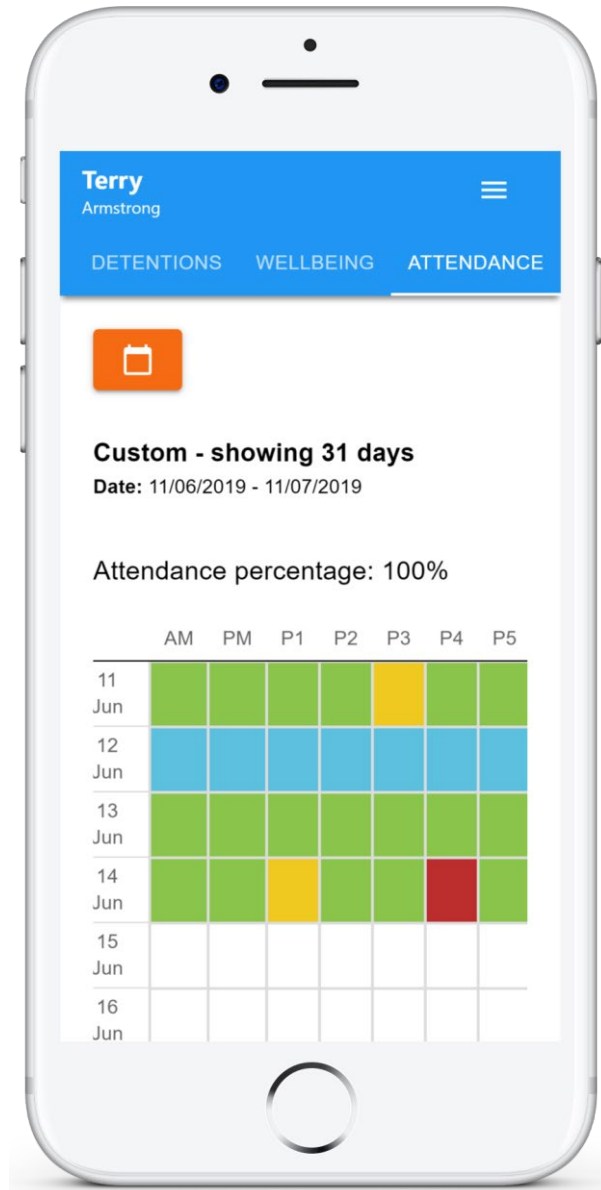 Terry
Armstrong
DETENTIONS WELLBEING ATTENDANCE
Custom - showing 31 days
Date: 11/06/2019 - 11/07/2019
Attendance percentage: 100%
AM PM P1 P2 P3 P4 P5
11
Jun
12
Jun
13
Jun
14
Jun
15
Jun
16
Jun